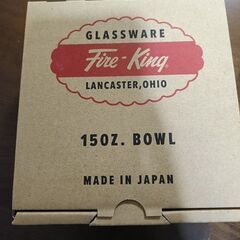 GLASSWARE
Fire-King
LANCASTER, OHIO
15OZ. BOWL
MADE IN JAPAN